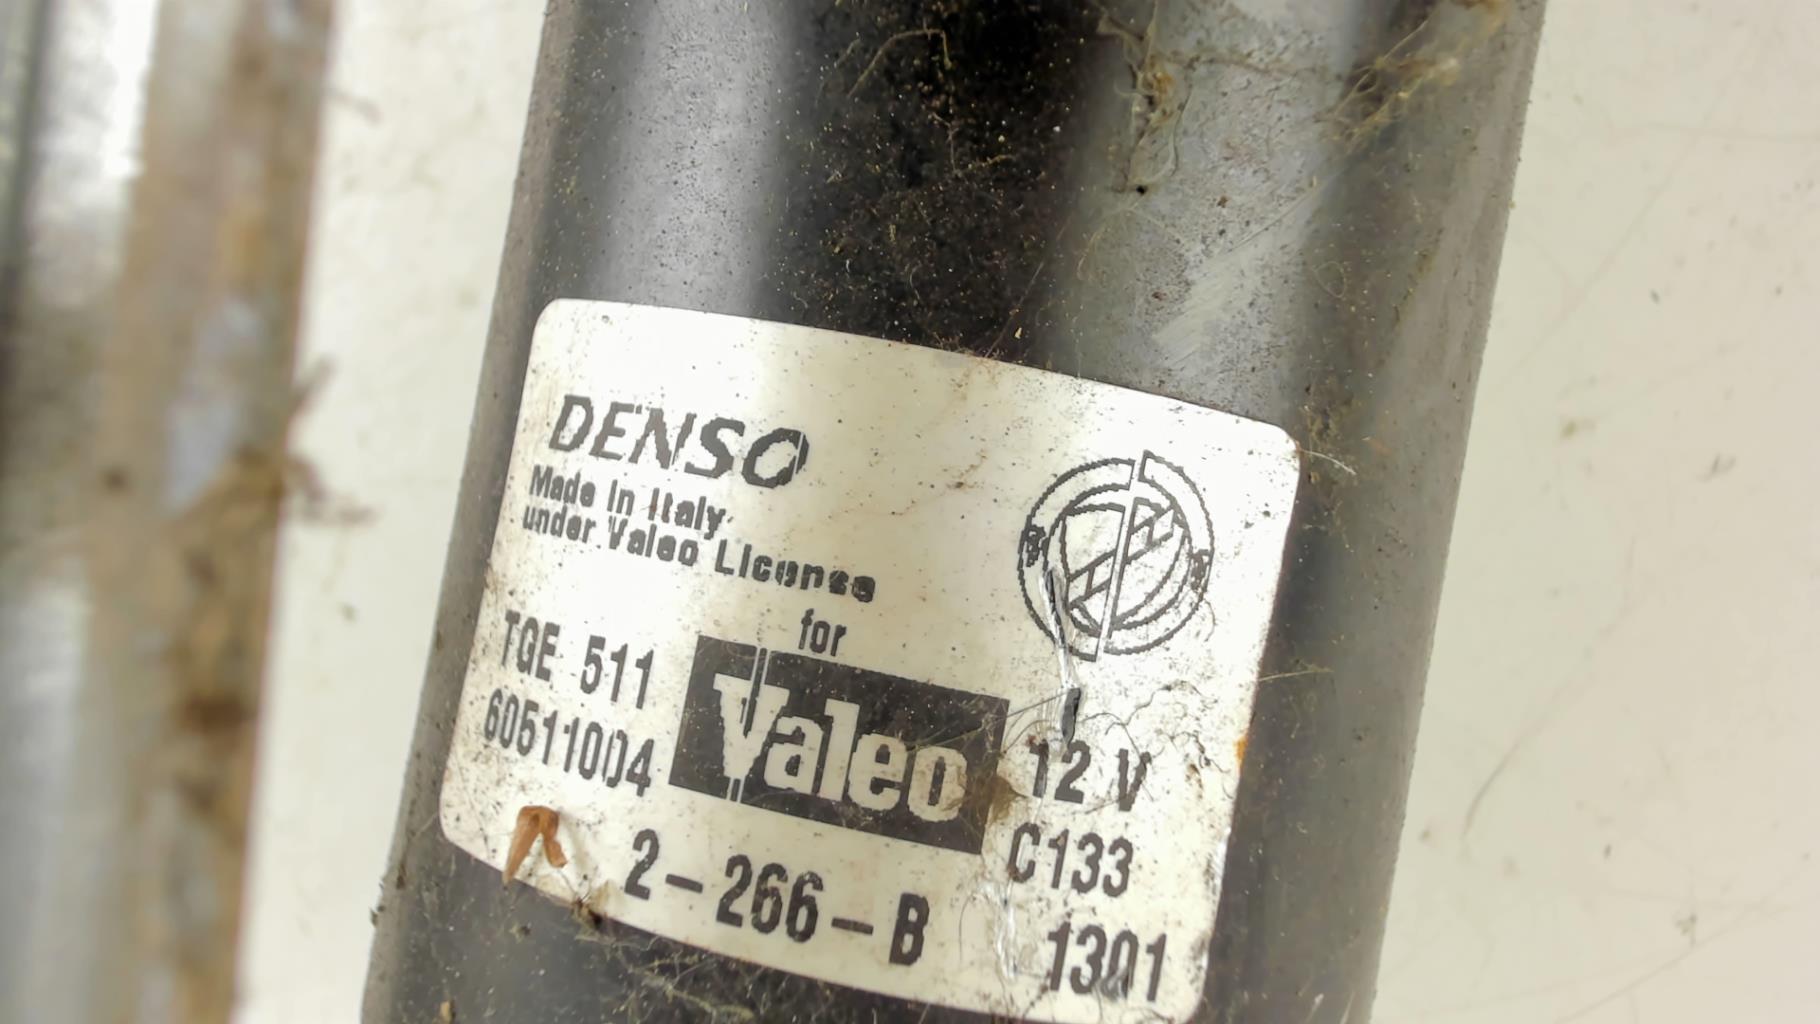 DENSO
Made in Italy
under Valeo License
for
TGE 511
Valeo
60511004
12 V
C133
2-266-B
1301